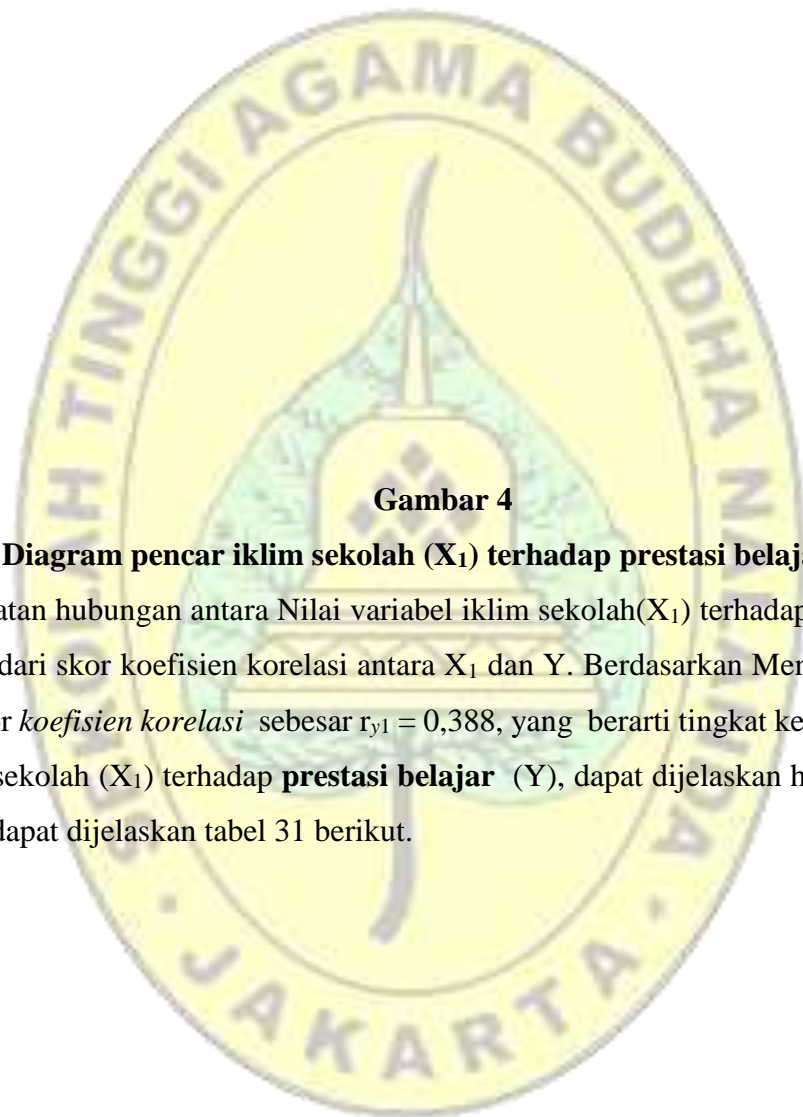 SEKOLAH TINGGI AGAMA BUDDHA NALANDA
Gambar 4
Diagram pencar iklim sekolah (X₁) terhadap prestasi belaja
atan hubungan antara Nilai variabel iklim sekolah(X₁) terhadap
dari skor koefisien korelasi antara X₁ dan Y. Berdasarkan Men
or koefisien korelasi sebesar ry1 = 0,388, yang berarti tingkat ke
sekolah (X₁) terhadap prestasi belajar (Y), dapat dijelaskan h
dapat dijelaskan tabel 31 berikut.
· JAKARTA ·